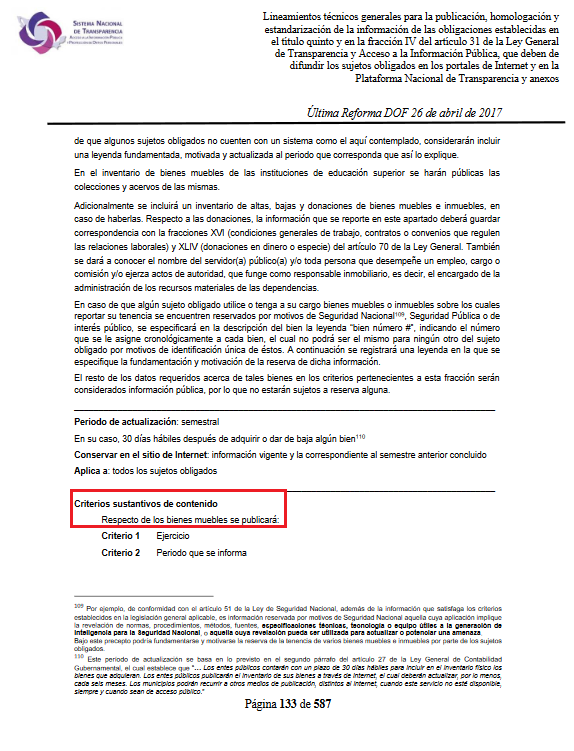 SISTEMA NACIONAL
DE TRANSPARENCIA
ACCESO A LA INFORMACIÓN PÚBLICA
Y PROTECCIÓN DE DATOS PERSONALES
Lineamientos técnicos generales para la publicación, homologación y
estandarización de la información de las obligaciones establecidas en
el título quinto y en la fracción IV del artículo 31 de la Ley General
de Transparencia y Acceso a la Información Pública, que deben de
difundir los sujetos obligados en los portales de Internet y en la
Plataforma Nacional de Transparencia y anexos
Última Reforma DOF 26 de abril de 2017
de que algunos sujetos obligados no cuenten con un sistema como el aquí contemplado, considerarán incluir
una leyenda fundamentada, motivada y actualizada al periodo que corresponda que así lo explique.
En el inventario de bienes muebles de las instituciones de educación superior se harán públicas las
colecciones y acervos de las mismas.
Adicionalmente se incluirá un inventario de altas, bajas y donaciones de bienes muebles e inmuebles, en
caso de haberlas. Respecto a las donaciones, la información que se reporte en este apartado deberá guardar
correspondencia con la fracciones XVI (condiciones generales de trabajo, contratos o convenios que regulen
las relaciones laborales) y XLIV (donaciones en dinero o especie) del artículo 70 de la Ley General. También
se dará a conocer el nombre del servidor(a) público(a) y/o toda persona que desempeñe un empleo, cargo o
comisión y/o ejerza actos de autoridad, que funge como responsable inmobiliario, es decir, el encargado de la
administración de los recursos materiales de las dependencias.
En caso de que algún sujeto obligado utilice o tenga a su cargo bienes muebles o inmuebles sobre los cuales
reportar su tenencia se encuentren reservados por motivos de Seguridad Nacional109, Seguridad Pública o de
interés público, se especificará en la descripción del bien la leyenda “bien número #”, indicando el número
que se le asigne cronológicamente a cada bien, el cual no podrá ser el mismo para ningún otro del sujeto
obligado por motivos de identificación única de éstos. A continuación se registrará una leyenda en la que se
especifique la fundamentación y motivación de la reserva de dicha información.
El resto de los datos requeridos acerca de tales bienes en los criterios pertenecientes a esta fracción serán
considerados información pública, por lo que no estarán sujetos a reserva alguna.
Periodo de actualización: semestral
En su caso, 30 días hábiles después de adquirir o dar de baja algún bien110
Conservar en el sitio de Internet: información vigente y la correspondiente al semestre anterior concluido
Aplica a: todos los sujetos obligados
Criterios sustantivos de contenido
Respecto de los bienes muebles se publicará:
Criterio 1 Ejercicio
Criterio 2 Periodo que se informa
109 Por ejemplo, de conformidad con el artículo 51 de la Ley de Seguridad Nacional, además de la información que satisfaga los criterios
establecidos en la legislación general aplicable, es información reservada por motivos de Seguridad Nacional aquella cuya aplicación implique
la revelación de normas, procedimientos, métodos, fuentes, especificaciones técnicas, tecnología o equipo útiles a la generación de
inteligencia para la Seguridad Nacional, o aquella cuya revelación pueda ser utilizada para actualizar o potenciar una amenaza.
Bajo este precepto podría fundamentarse y motivarse la reserva de la tenencia de varios bienes muebles e inmuebles por parte de los sujetos
obligados.
110 Este periodo de actualización se basa en lo previsto en el segundo párrafo del artículo 27 de la Ley General de Contabilidad
Gubernamental, el cual establece que “... Los entes públicos contarán con un plazo de 30 días hábiles para incluir en el inventario físico los
bienes que adquieran. Los entes públicos publicarán el inventario de sus bienes a través de Internet, el cual deberán actualizar, por lo menos,
cada seis meses. Los municipios podrán recurrir a otros medios de publicación, distintos al Internet, cuando este servicio no esté disponible,
siempre y cuando sean de acceso público.”
Página 133 de 587